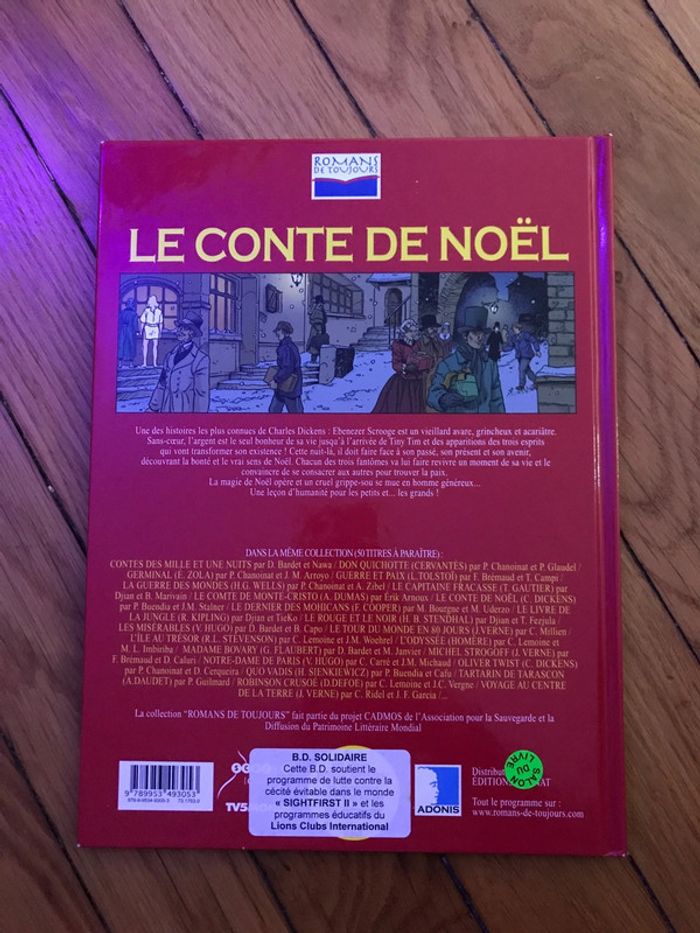 ROMANS
DE TOUJOURS
LE CONTE DE NOËL
Une des histoires les plus connues de Charles Dickens : Ebenezer Scrooge est un vieillard avare, grincheux et acariâtre.
Sans-cœur, l'argent est le seul bonheur de sa vie jusqu'à l'arrivée de Tiny Tim et des apparitions des trois esprits
qui vont transformer son existence ! Cette nuit-là, il doit faire face à son passé, son présent et son avenir,
découvrant la bonté et le vrai sens de Noël. Chacun des trois fantômes va lui faire revivre un moment de sa vie et le
convaincre de se consacrer aux autres pour trouver la paix.
La magie de Noël opère et un cruel grippe-sou se mue en homme généreux...
Une leçon d'humanité pour les petits et... les grands !
DANS LA MÊME COLLECTION (50 TITRES À PARAÎTRE) :
CONTES DES MILLE ET UNE NUITS par D. Bardet et Nawa / DON QUICHOTTE (CERVANTÈS) par P. Chanoinat et P. Glaudel /
GERMINAL (É. ZOLA) par P. Chanoinat et J. M. Arroyo / GUERRE ET PAIX (L.TOLSTOÏ) par F. Brémaud et T. Campi /
LA GUERRE DES MONDES (H.G. WELLS) par P. Chanoinat et A. Zibel / LE CAPITAINE FRACASSE (T. GAUTIER) par
Djian et B. Marivain / LE COMTE DE MONTE-CRISTO (A. DUMAS) par Érik Arnoux / LE CONTE DE NOËL (C. DICKENS)
par P. Buendia et J.M. Stalner / LE DERNIER DES MOHICANS (F. COOPER) par M. Bourgne et M. Uderzo / LE LIVRE DE
LA JUNGLE (R. KIPLING) par Djian et TieKo / LE ROUGE ET LE NOIR (H. B. STENDHAL) par Djian et T. Fezjula /
LES MISÉRABLES (V. HUGO) par D. Bardet et B. Capo / LE TOUR DU MONDE EN 80 JOURS (J.VERNE) par C. Millien /
L'ÎLE AU TRÉSOR (R.L. STEVENSON) par C. Lemoine et J.M. Woehrel / L'ODYSSÉE (HOMÈRE) par C. Lemoine et
M. L. Imbiriba / MADAME BOVARY (G. FLAUBERT) par D. Bardet et M. Janvier / MICHEL STROGOFF (J. VERNE) par
F. Brémaud et D. Caluri / NOTRE-DAME DE PARIS (V. HUGO) par C. Carré et J.M. Michaud / OLIVER TWIST (C. DICKENS)
par P. Chanoinat et D. Cerqueira / QUO VADIS (H. SIENKIEWICZ) par P. Buendia et Cafu / TARTARIN DE TARASCON
(A.DAUDET) par P. Guilmard / ROBINSON CRUSOÉ (D.DEFOE) par C. Lemoine et J.C. Vergne / VOYAGE AU CENTRE
DE LA TERRE (J. VERNE) par C. Ridel et J. F. Garcia /...
La collection "ROMANS DE TOUJOURS" fait partie du projet CADMOS de l'Association pour la Sauvegarde et la
Diffusion du Patrimoine Littéraire Mondial
9 789953 493053
TV5MON
B.D. SOLIDAIRE
Cette B.D. soutient le
programme de lutte contre la
cécité évitable dans le monde
« SIGHTFIRST II » et les
programmes éducatifs du
Lions Clubs International
ADONIS
Distribut
ÉDITION
SALON
DU
LIVRE
Tout le programme sur :
www.romans-de-toujours.com